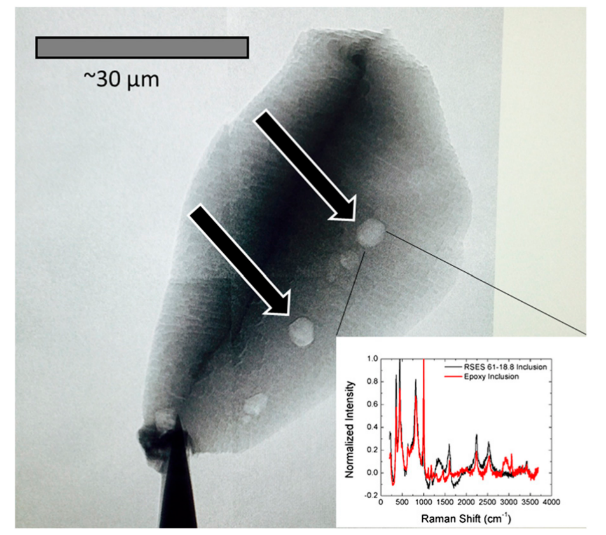 ~30 µm
RSES 61-18.8 Inclusion
Epoxy Inclusion
Normalized Intensity
1.0
0.8
0.6
0.4
0.2
0.0
-0.2
0 500 1000 1500 2000 2500 3000 3500 4000
Raman Shift (cm⁻¹)